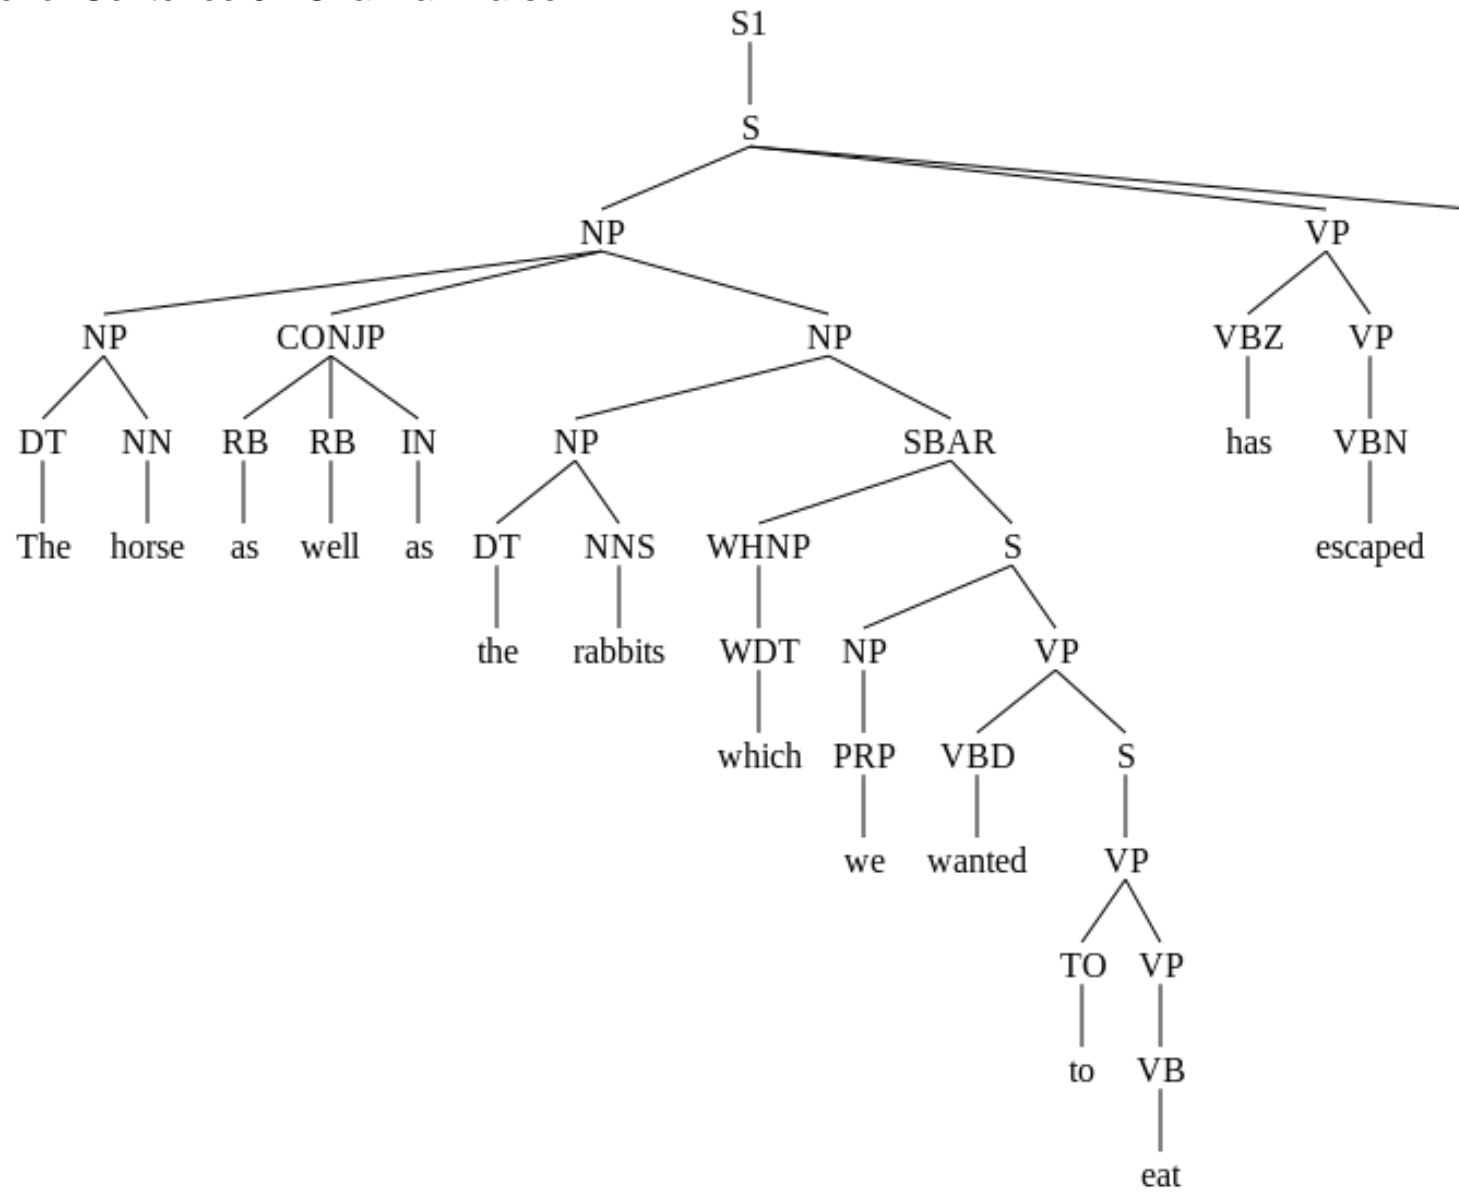 S1
S
NP VP
NP CONJP NP VBZ VP
DT NN RB RB IN NP SBAR has VBN
The horse as well as DT NNS WHNP S escaped
the rabbits WDT NP VP
which PRP VBD S
we wanted VP
TO VP
to VB
eat